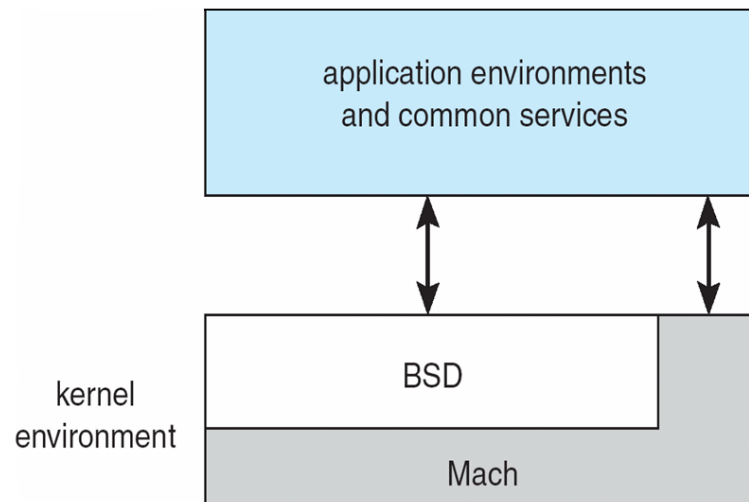 application environments
and common services
BSD
kernel
environment
Mach